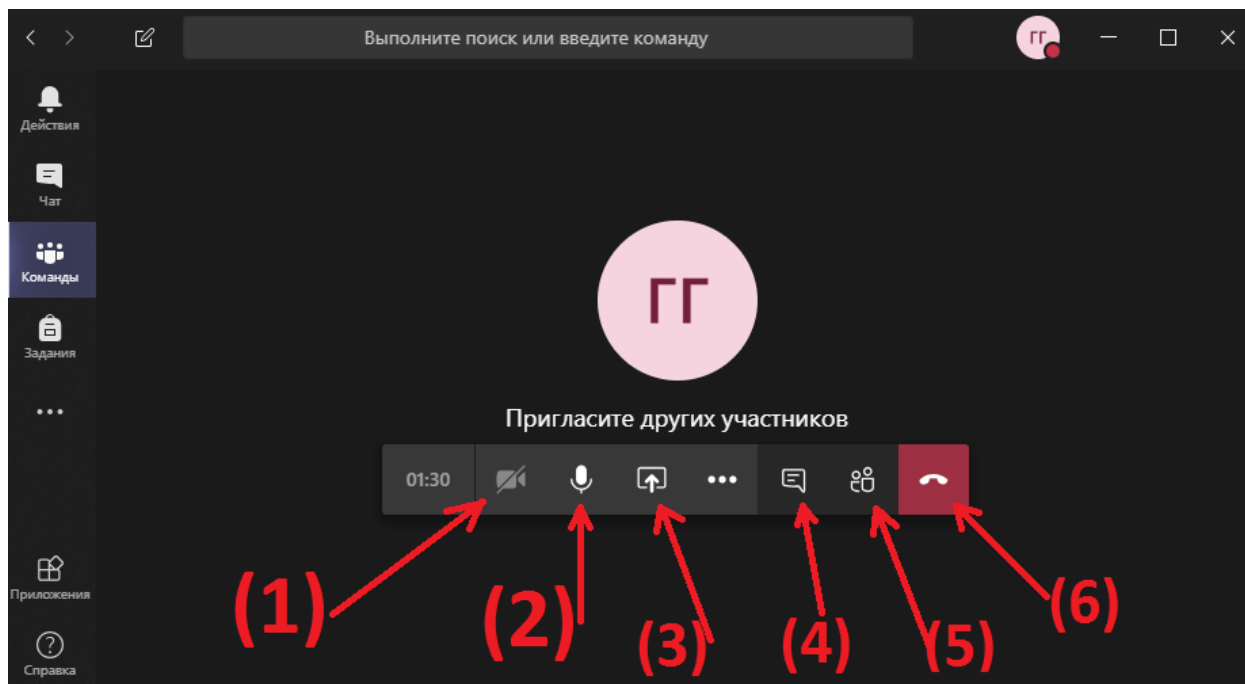 Выполните поиск или введите команду
ГГ
Действия
Чат
Команды
Задания
ГГ
Пригласите других участников
01:30
Приложения
Справка
(1)
(2)
(3)
(4)
(5)
(6)